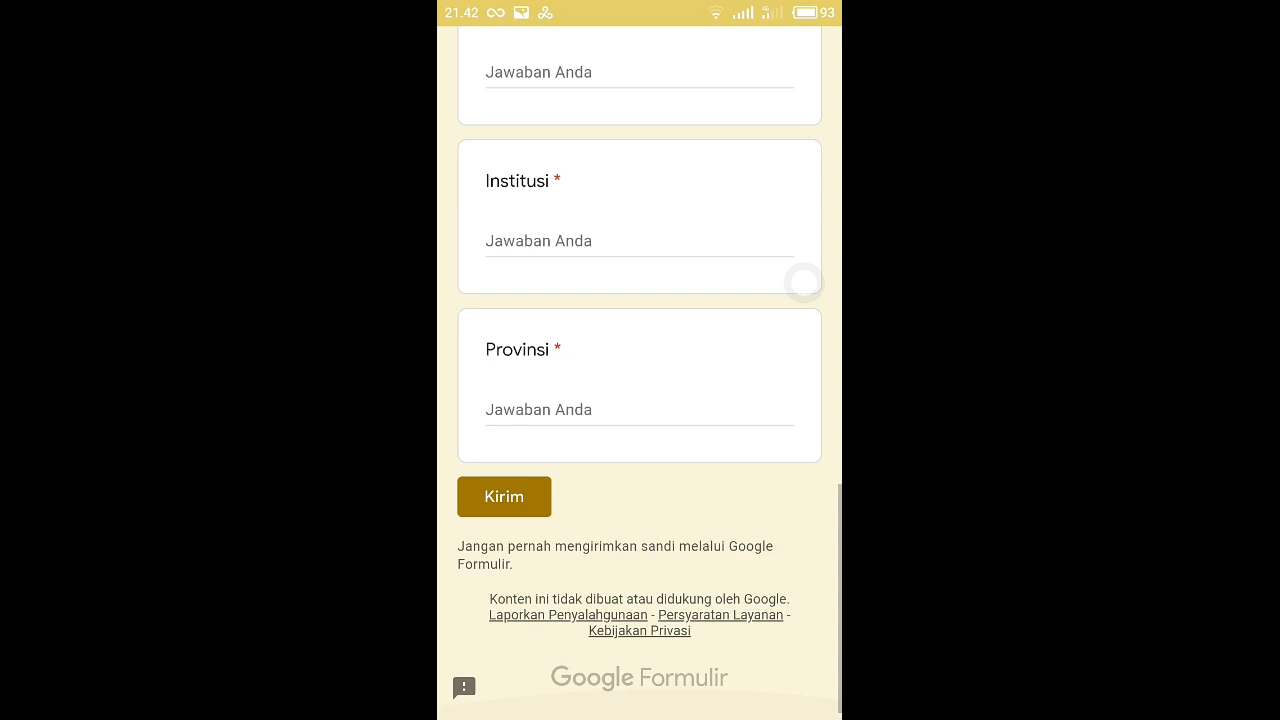 21.42 93
Jawaban Anda
Institusi *
Jawaban Anda
Provinsi *
Jawaban Anda
Kirim
Jangan pernah mengirimkan sandi melalui Google
Formulir.
Konten ini tidak dibuat atau didukung oleh Google.
Laporkan Penyalahgunaan - Persyaratan Layanan -
Kebijakan Privasi
Google Formulir